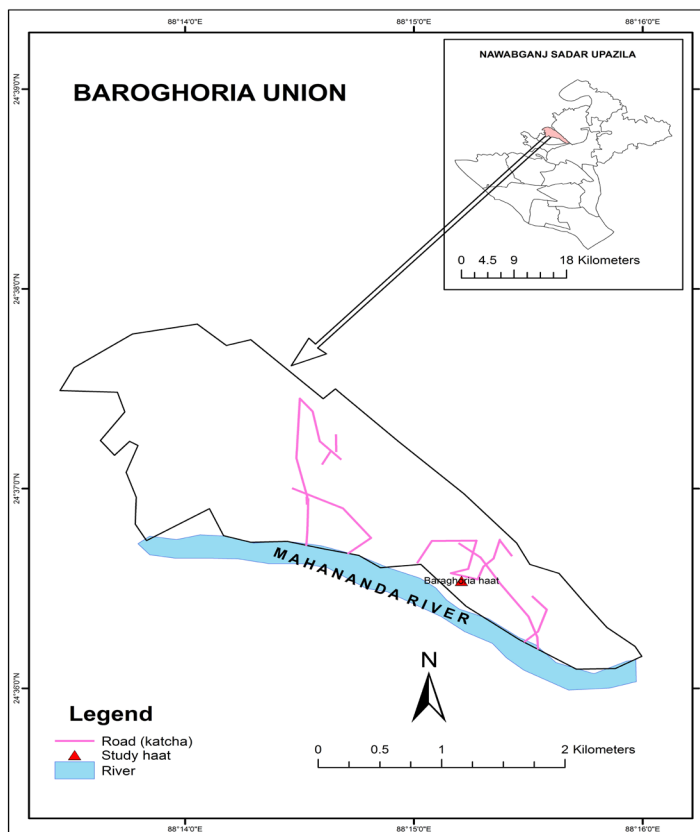 88°14'0"E
88°15'0"E
88°16'0"E
24°39'0"N
24°38'0"N
24°37'0"N
24°36'0"N
BAROGHORIA UNION
NAWABGANJ SADAR UPAZILA
0 4.5 9 18 Kilometers
Baraghoria haat
MAHANANDA RIVER
N
Legend
Road (katcha)
Study haat
River
0 0.5 1 2 Kilometers
88°14'0"E
88°15'0"E
88°16'0"E